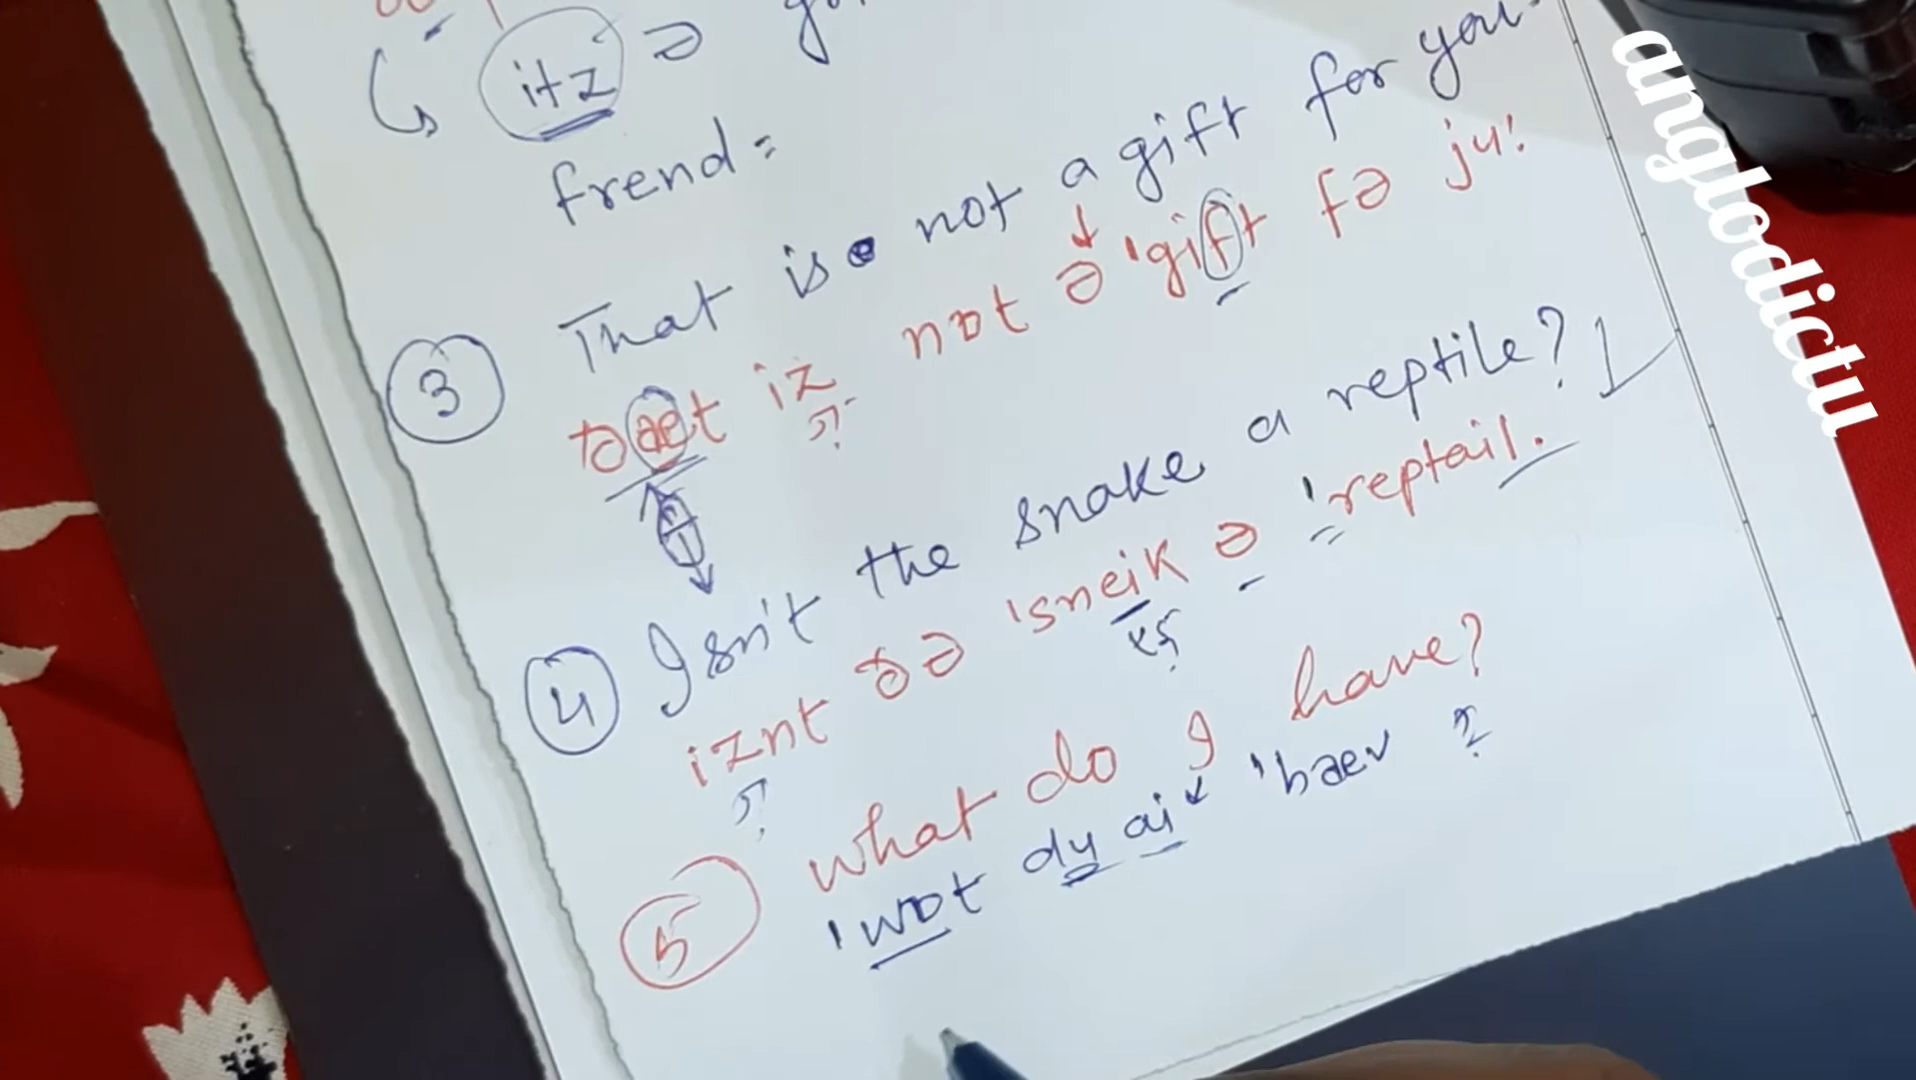 itz ə
frend =
③ That is not a gift for you.
ðæt iz nɒt ə 'gift fə ju:
④ Isn't the snake a reptile?
iznt ðə 'sneik ə 'reptail.
⑤ What do I have?
'wɒt du ai 'hæv ?
anglodictu